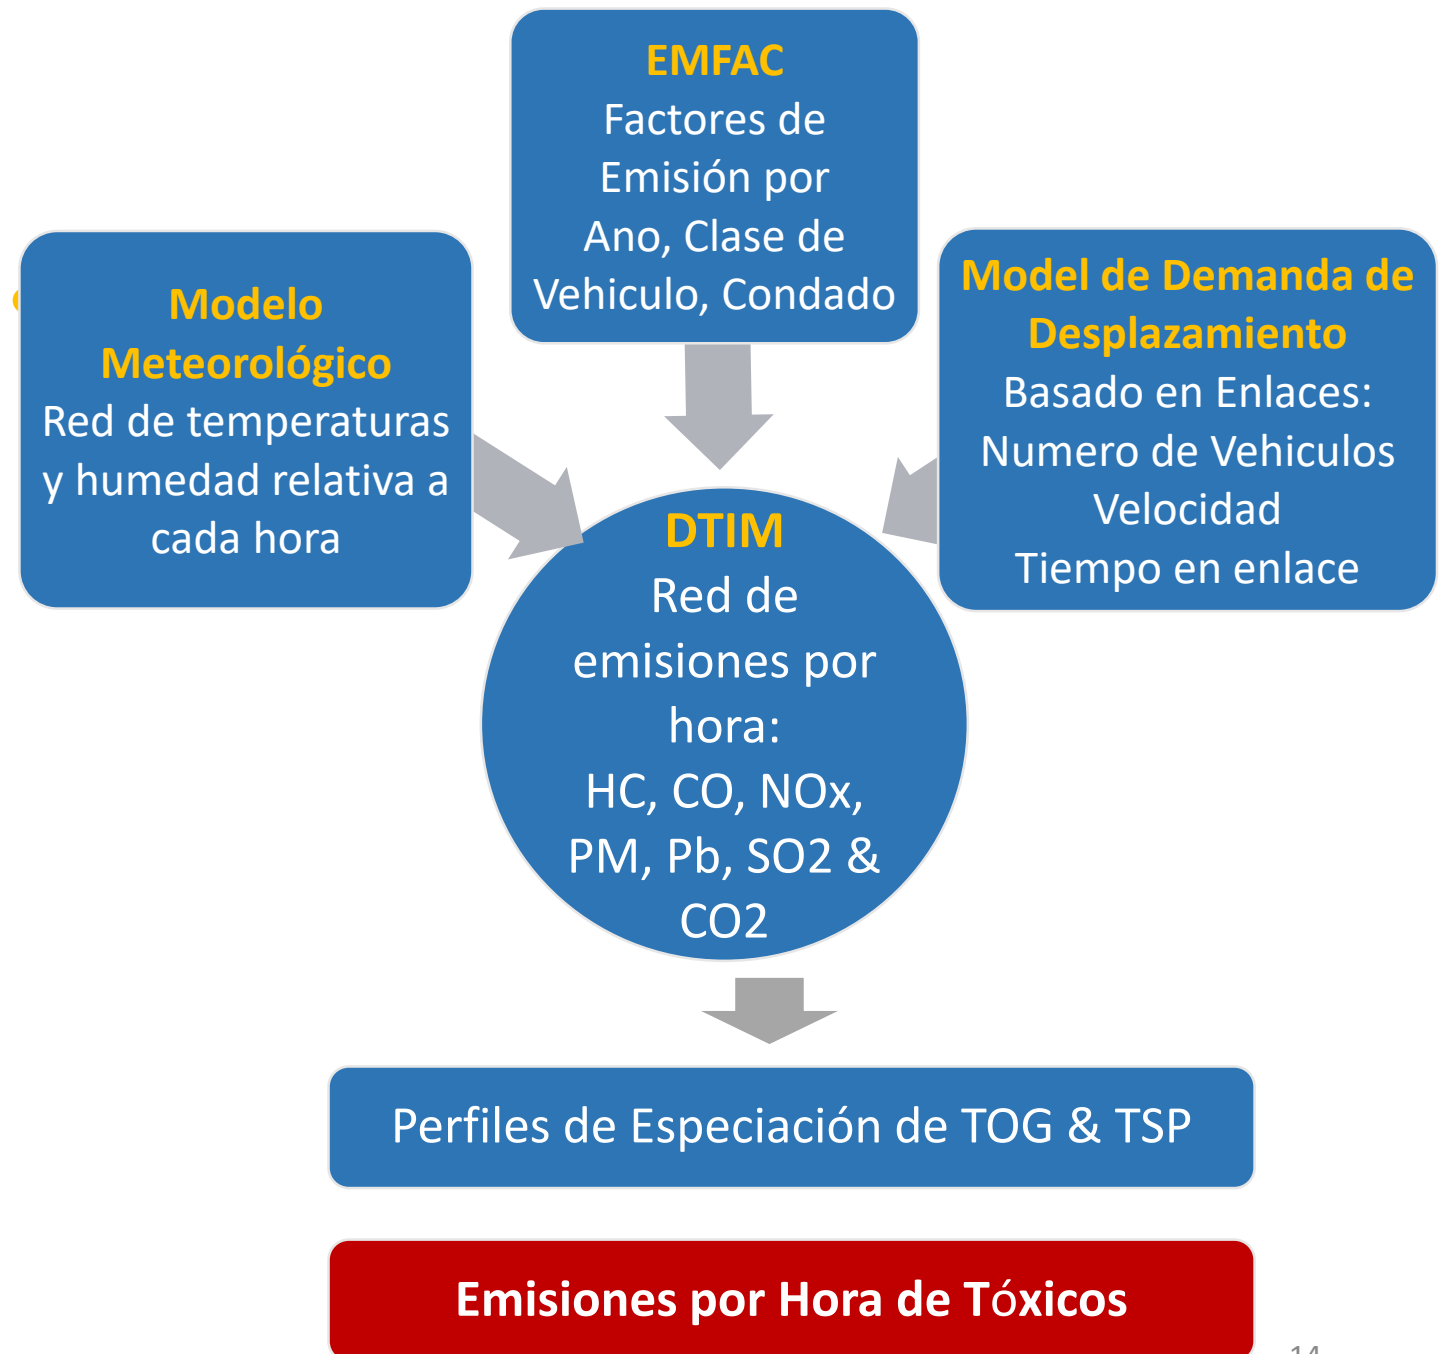 EMFAC
Factores de
Emisión por
Ano, Clase de
Vehiculo, Condado
Modelo
Meteorológico
Red de temperaturas
y humedad relativa a
cada hora
Model de Demanda de
Desplazamiento
Basado en Enlaces:
Numero de Vehiculos
Velocidad
Tiempo en enlace
DTIM
Red de
emisiones por
hora:
HC, CO, NOx,
PM, Pb, SO2 &
CO2
Perfiles de Especiación de TOG & TSP
Emisiones por Hora de Tóxicos
14